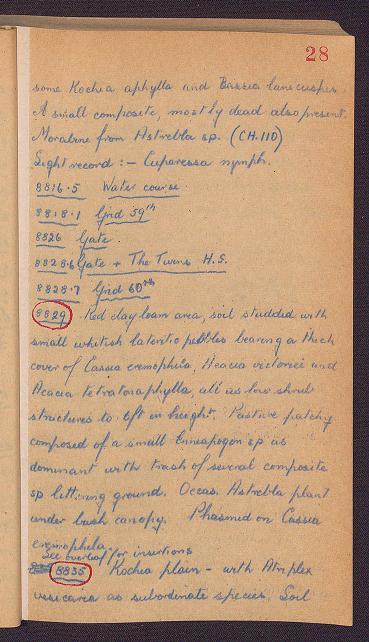 28
some Kochia aphylla and Bassia lanicuspis.
A small composite, mostly dead also present.
Morabine from Astrebla sp. (CH.110)
Sight record :- Cuparessa nymph.
8816.5 Water course.
8818.1 Grid 59th
8826 Gate.
8828.6 Gate + The Twins H.S.
8828.7 Grid 60th
8829 Red clay loam area, soil studded with
small whitish lateritic pebbles bearing a thick
cover of Cassia eremophila, Acacia victoriei and
Acacia tetratoraphylla, all as low shrub
structures to 6ft in height. Pasture patchy
composed of a small Enneapogon sp as
dominant with trash of several composite
sp littering ground. Occas. Astrebla plant
under bush canopy. Phasmid on Cassia
eremophila.
See overleaf for insertions
8835 Kochia plain - with Atriplex
vesicaria as subordinate species. Soil